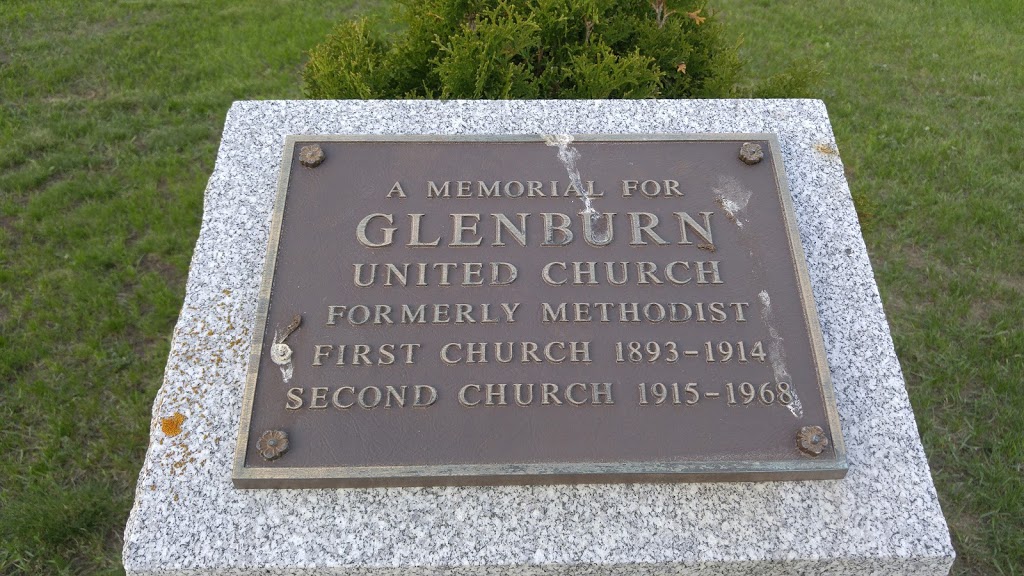 A MEMORIAL FOR
GLENBURN
UNITED CHURCH
FORMERLY METHODIST
FIRST CHURCH 1893-1914
SECOND CHURCH 1915-1968